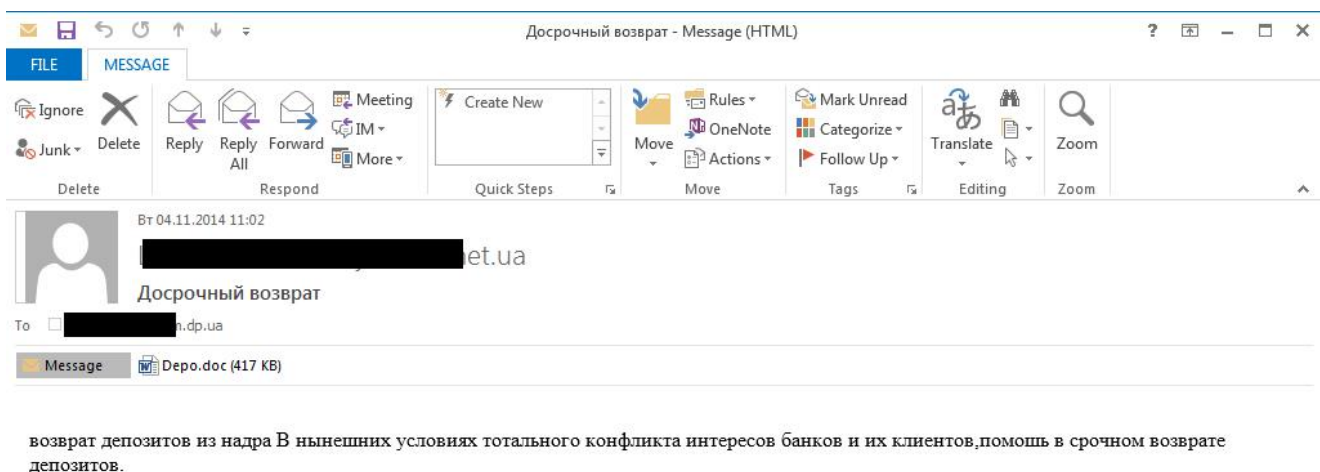 Досрочный возврат - Message (HTML)
?
FILE MESSAGE
Ignore
Junk
Delete
Reply
Reply All
Forward
Meeting
IM
More
Create New
Move
Rules
OneNote
Actions
Mark Unread
Categorize
Follow Up
Translate
Zoom
Delete Respond Quick Steps Move Tags Editing Zoom
Вт 04.11.2014 11:02
et.ua
Досрочный возврат
To .dp.ua
Message Depo.doc (417 KB)
возврат депозитов из надра В нынешних условиях тотального конфликта интересов банков и их клиентов,помошь в срочном возврате
депозитов.